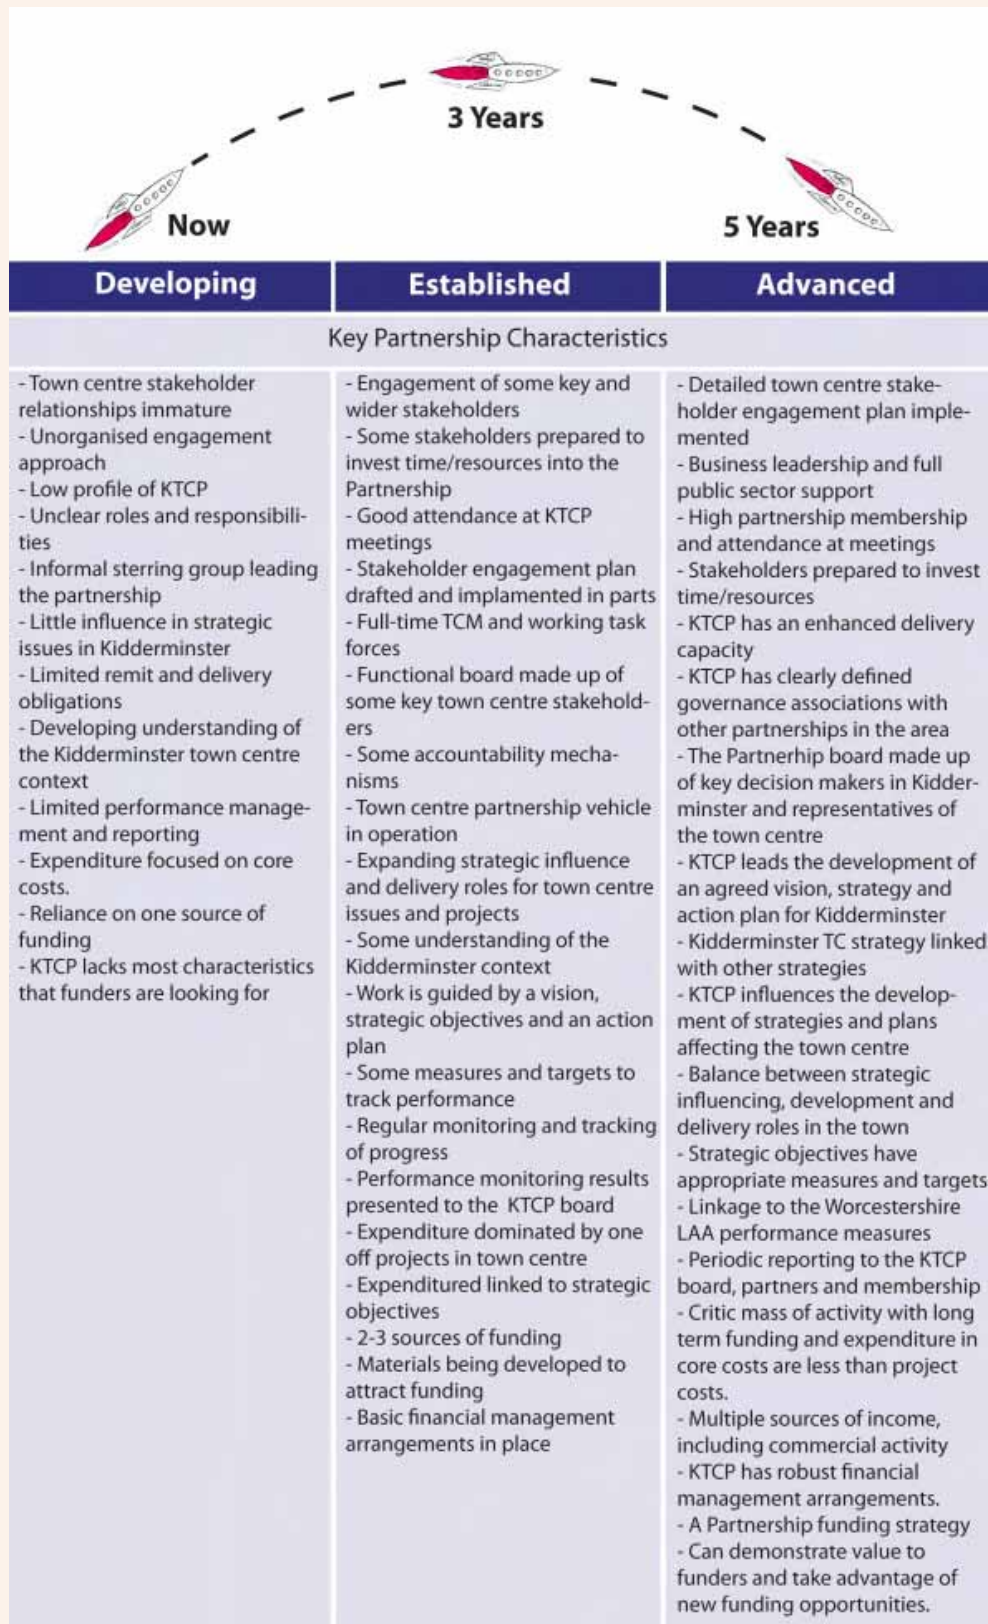 3 Years
Now
5 Years
Developing
Established
Advanced
Key Partnership Characteristics
- Town centre stakeholder
relationships immature
- Unorganised engagement
approach
- Low profile of KTCP
- Unclear roles and responsibili-
ties
- Informal sterring group leading
the partnership
- Little influence in strategic
issues in Kidderminster
- Limited remit and delivery
obligations
- Developing understanding of
the Kidderminster town centre
context
- Limited performance manage-
ment and reporting
- Expenditure focused on core
costs.
- Reliance on one source of
funding
- KTCP lacks most characteristics
that funders are looking for
- Engagement of some key and
wider stakeholders
- Some stakeholders prepared to
invest time/resources into the
Partnership
- Good attendance at KTCP
meetings
- Stakeholder engagement plan
drafted and implamented in parts
- Full-time TCM and working task
forces
- Functional board made up of
some key town centre stakehold-
ers
- Some accountability mecha-
nisms
- Town centre partnership vehicle
in operation
- Expanding strategic influence
and delivery roles for town centre
issues and projects
- Some understanding of the
Kidderminster context
- Work is guided by a vision,
strategic objectives and an action
plan
- Some measures and targets to
track performance
- Regular monitoring and tracking
of progress
- Performance monitoring results
presented to the KTCP board
- Expenditure dominated by one
off projects in town centre
- Expenditured linked to strategic
objectives
- 2-3 sources of funding
- Materials being developed to
attract funding
- Basic financial management
arrangements in place
- Detailed town centre stake-
holder engagement plan imple-
mented
- Business leadership and full
public sector support
- High partnership membership
and attendance at meetings
- Stakeholders prepared to invest
time/resources
- KTCP has an enhanced delivery
capacity
- KTCP has clearly defined
governance associations with
other partnerships in the area
- The Partnerhip board made up
of key decision makers in Kidder-
minster and representatives of
the town centre
- KTCP leads the development of
an agreed vision, strategy and
action plan for Kidderminster
- Kidderminster TC strategy linked
with other strategies
- KTCP influences the develop-
ment of strategies and plans
affecting the town centre
- Balance between strategic
influencing, development and
delivery roles in the town
- Strategic objectives have
appropriate measures and targets
- Linkage to the Worcestershire
LAA performance measures
- Periodic reporting to the KTCP
board, partners and membership
- Critic mass of activity with long
term funding and expenditure in
core costs are less than project
costs.
- Multiple sources of income,
including commercial activity
- KTCP has robust financial
management arrangements.
- A Partnership funding strategy
- Can demonstrate value to
funders and take advantage of
new funding opportunities.